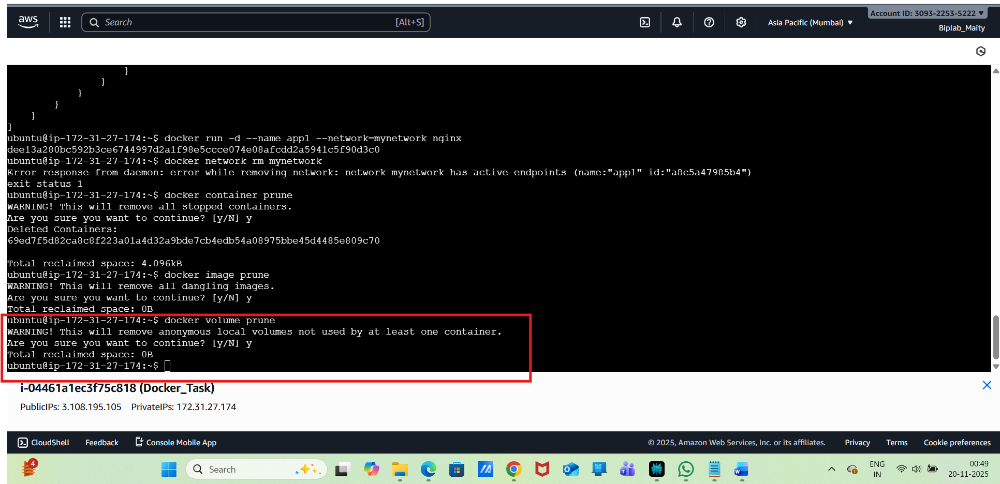 aws
Search
[Alt+S]
Asia Pacific (Mumbai) ▼
Account ID: 3093-2253-5222 ▼
Biplab_Maity
}
}
}
}
}
]
ubuntu@ip-172-31-27-174:~$ docker run -d --name app1 --network=mynetwork nginx
dee13a280bc592b3ce6744997d2a1f98e5ccce074e08afcdd2a5941c5f90d3c0
ubuntu@ip-172-31-27-174:~$ docker network rm mynetwork
Error response from daemon: error while removing network: network mynetwork has active endpoints (name:"app1" id:"a8c5a47985b4")
exit status 1
ubuntu@ip-172-31-27-174:~$ docker container prune
WARNING! This will remove all stopped containers.
Are you sure you want to continue? [y/N] y
Deleted Containers:
69ed7f5d82ca8c8f223a01a4d32a9bde7cb4edb54a08975bbe45d4485e809c70
Total reclaimed space: 4.096kB
ubuntu@ip-172-31-27-174:~$ docker image prune
WARNING! This will remove all dangling images.
Are you sure you want to continue? [y/N] y
Total reclaimed space: 0B
ubuntu@ip-172-31-27-174:~$ docker volume prune
WARNING! This will remove anonymous local volumes not used by at least one container.
Are you sure you want to continue? [y/N] y
Total reclaimed space: 0B
ubuntu@ip-172-31-27-174:~$
i-04461a1ec3f75c818 (Docker_Task)
PublicIPs: 3.108.195.105 PrivateIPs: 172.31.27.174
CloudShell Feedback Console Mobile App
© 2025, Amazon Web Services, Inc. or its affiliates. Privacy Terms Cookie preferences
4
Search
ENG
IN
00:49
20-11-2025